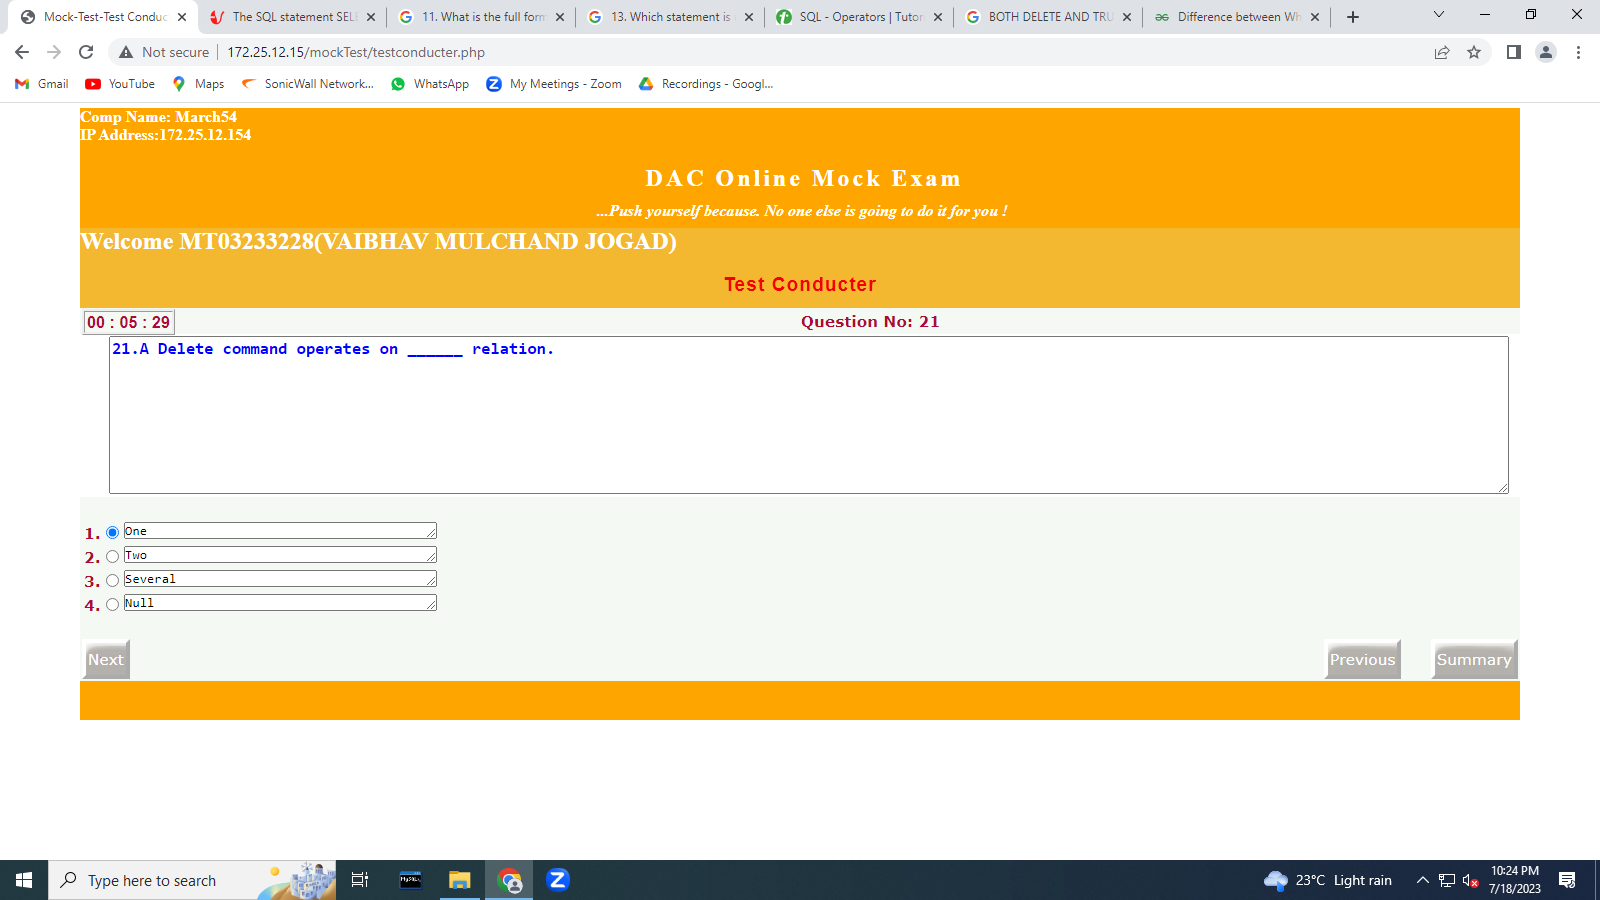 Mock-Test-Test Conduc
The SQL statement SELE
11. What is the full form
13. Which statement is
SQL - Operators | Tutor
BOTH DELETE AND TRU
Difference between Wh
Not secure
172.25.12.15/mockTest/testconducter.php
Gmail
YouTube
Maps
SonicWall Network...
WhatsApp
My Meetings - Zoom
Recordings - Googl...
Comp Name: March54
IP Address:172.25.12.154
DAC Online Mock Exam
...Push yourself because. No one else is going to do it for you !
Welcome MT03233228(VAIBHAV MULCHAND JOGAD)
Test Conducter
00 : 05 : 29
Question No: 21
21.A Delete command operates on ______ relation.
1. One
2. Two
3. Several
4. Null
Next
Previous
Summary
Type here to search
23°C Light rain
10:24 PM
7/18/2023